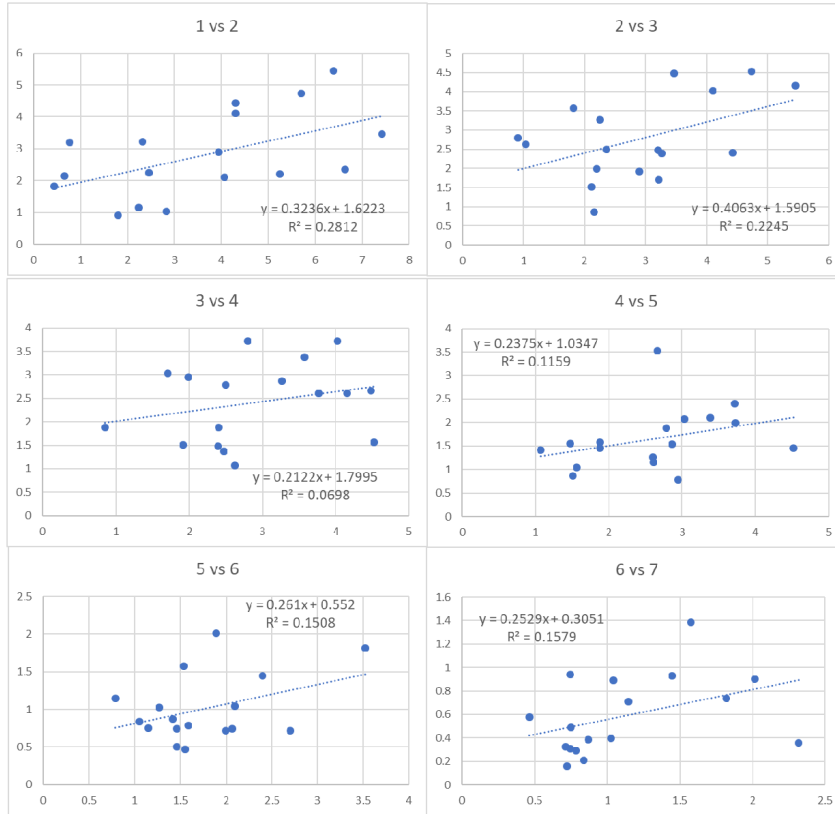 1 vs 2
6
5
4
3
2
1
0
y = 0.3236x + 1.6223
R² = 0.2812
0 1 2 3 4 5 6 7 8
2 vs 3
5
4.5
4
3.5
3
2.5
2
1.5
1
0.5
0
y = 0.4063x + 1.5905
R² = 0.2245
0 1 2 3 4 5 6
3 vs 4
4
3.5
3
2.5
2
1.5
1
0.5
0
y = 0.2122x + 1.7995
R² = 0.0698
0 1 2 3 4 5
4 vs 5
4
3.5
3
2.5
2
1.5
1
0.5
0
y = 0.2375x + 1.0347
R² = 0.1159
0 1 2 3 4 5
5 vs 6
2.5
2
1.5
1
0.5
0
y = 0.261x + 0.552
R² = 0.1508
0 0.5 1 1.5 2 2.5 3 3.5 4
6 vs 7
1.6
1.4
1.2
1
0.8
0.6
0.4
0.2
0
y = 0.2529x + 0.3051
R² = 0.1579
0 0.5 1 1.5 2 2.5